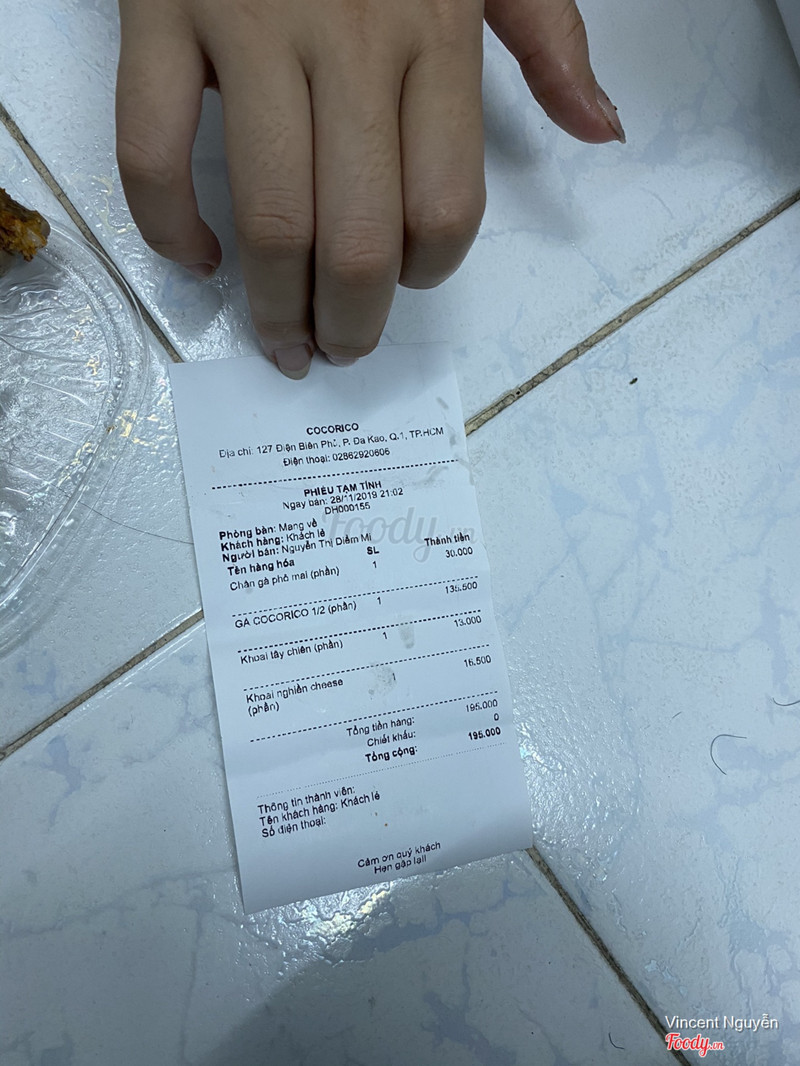 COCORICO
Địa chỉ: 127 Điện Biên Phủ, P. Đa Kao, Q.1, TP.HCM
Điện thoại: 02862920606
PHIẾU TẠM TÍNH
Ngày bán: 28/11/2019 21:02
DH000155
Phòng bàn: Mang về
Khách hàng: Khách lẻ
Người bán: Nguyễn Thị Diễm Mi
Tên hàng hóa SL Thành tiền
Chân gà phô mai (phần) 1 30.000
GÀ COCORICO 1/2 (phần) 1 135.500
Khoai tây chiên (phần) 1 13.000
Khoai nghiền cheese 1 16.500
(phần)
Tổng tiền hàng: 195.000
Chiết khấu: 0
Tổng cộng: 195.000
Thông tin thành viên:
Tên khách hàng: Khách lẻ
Số điện thoại:
Cảm ơn quý khách
Hẹn gặp lại!
Foody.vn
Vincent Nguyễn
Foody.vn